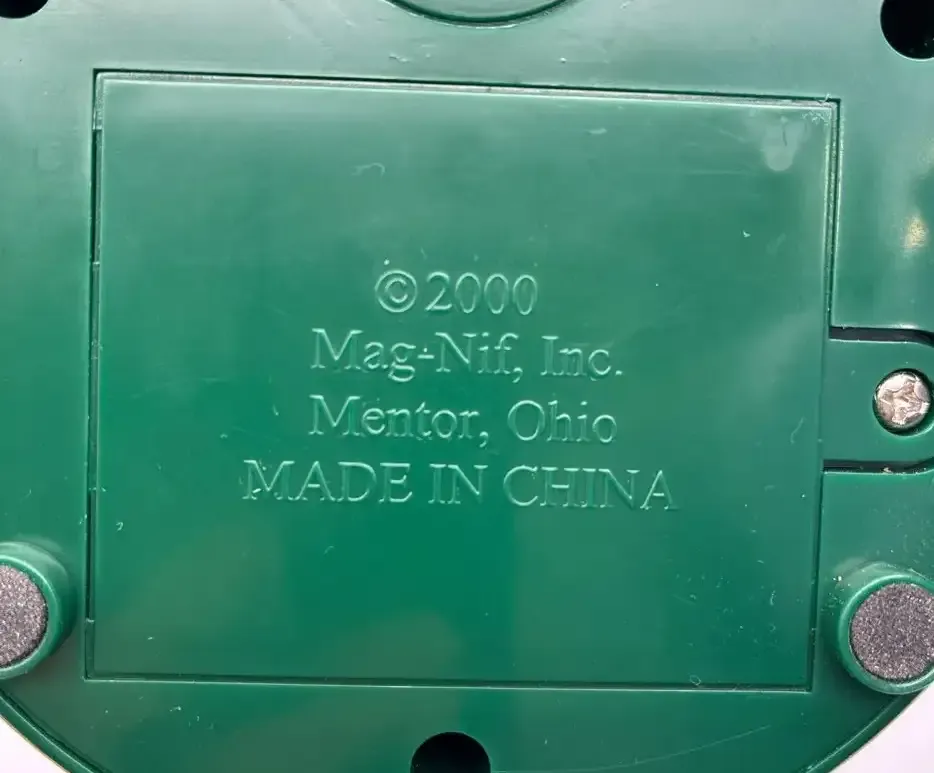 ©2000
Mag-Nif, Inc.
Mentor, Ohio
MADE IN CHINA